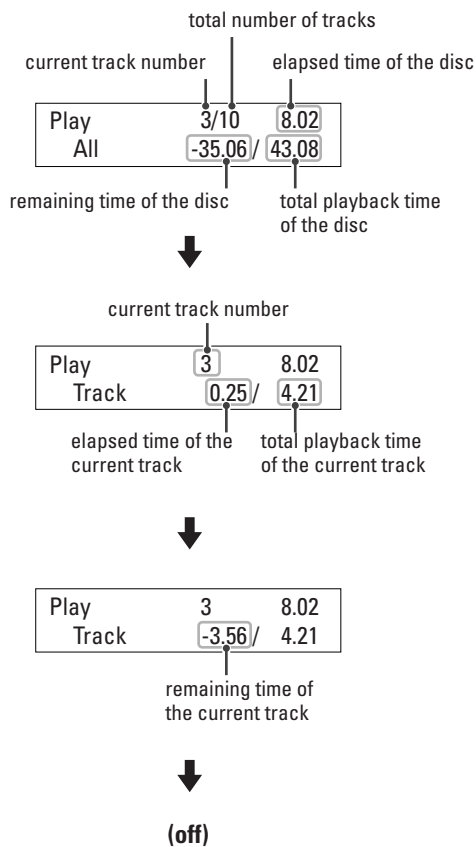 total number of tracks
current track number
elapsed time of the disc
Play 3/10 8.02
All -35.06/ 43.08
remaining time of the disc
total playback time
of the disc
current track number
Play 3 8.02
Track 0.25/ 4.21
elapsed time of the
current track
total playback time
of the current track
Play 3 8.02
Track -3.56/ 4.21
remaining time of
the current track
(off)